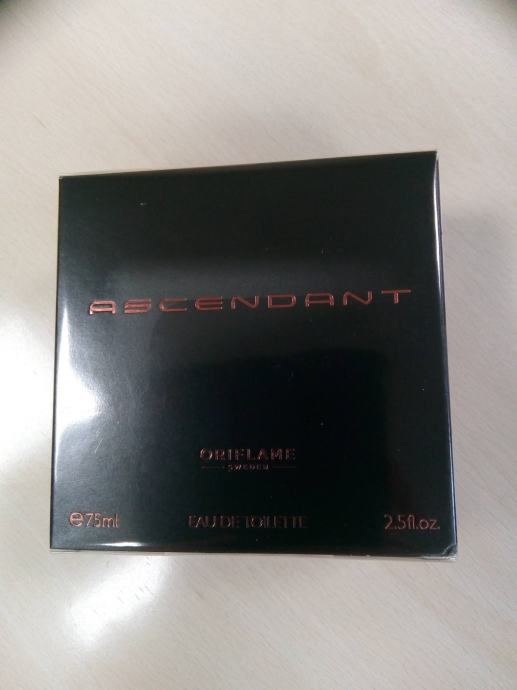 ASCENDANT
ORIFLAME
SWEDEN
℮75ml EAU DE TOILETTE 2.5fl.oz.